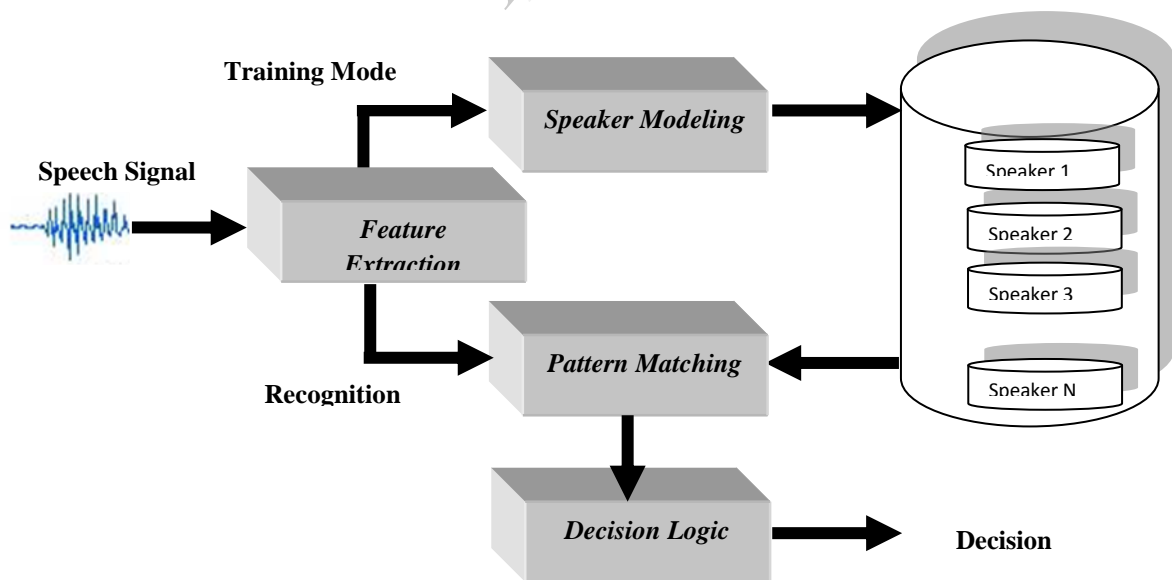 Training Mode
Speaker Modeling
Speech Signal
Feature
Extraction
Speaker 1
Speaker 2
Speaker 3
Speaker N
Pattern Matching
Recognition
Decision Logic
Decision